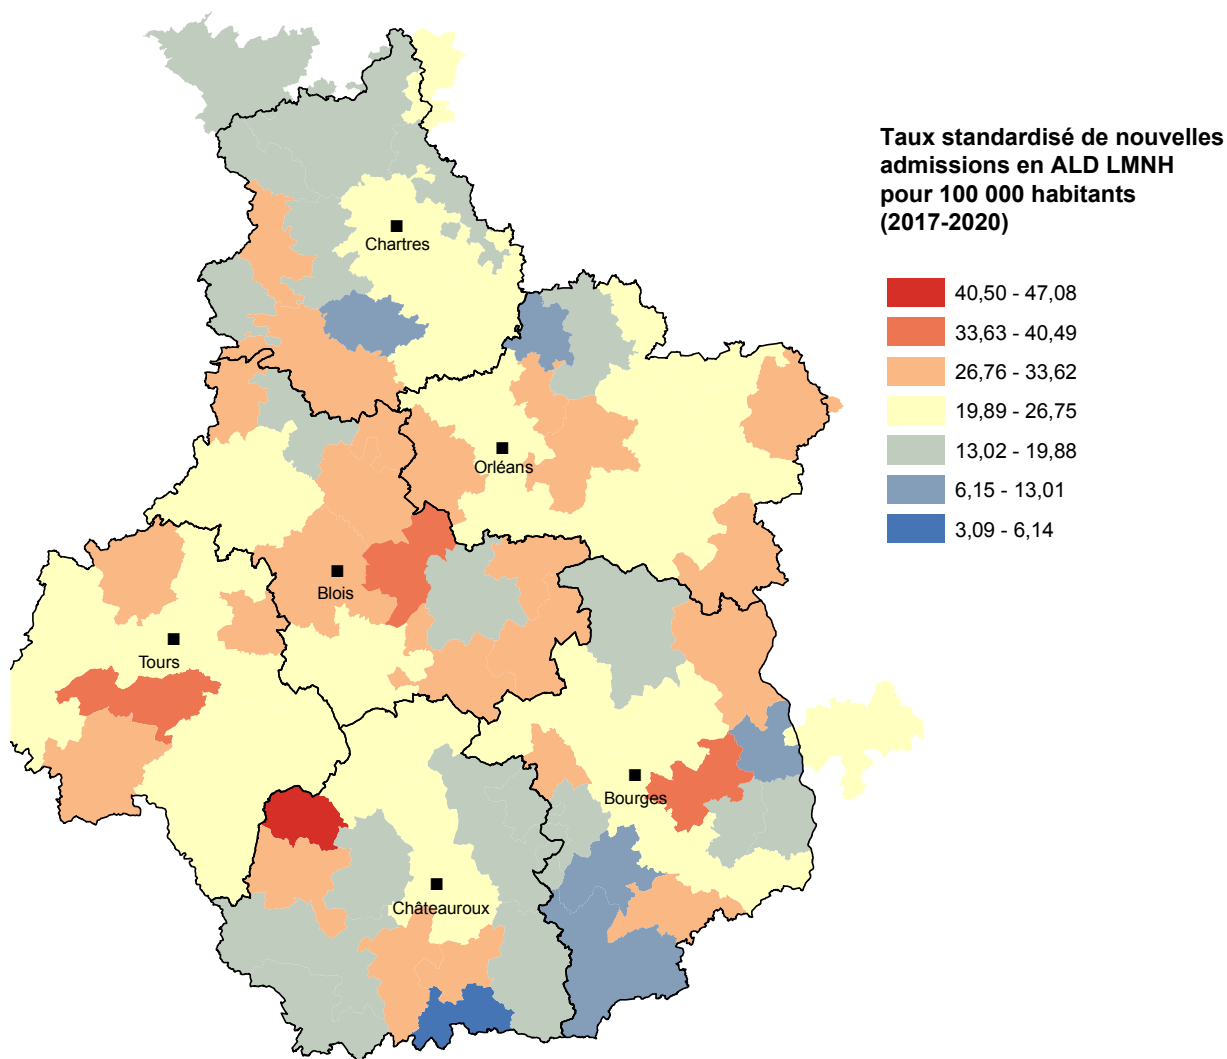 Taux standardisé de nouvelles
admissions en ALD LMNH
pour 100 000 habitants
(2017-2020)
40,50 - 47,08
33,63 - 40,49
26,76 - 33,62
19,89 - 26,75
13,02 - 19,88
6,15 - 13,01
3,09 - 6,14
Chartres
Orléans
Blois
Tours
Bourges
Châteauroux